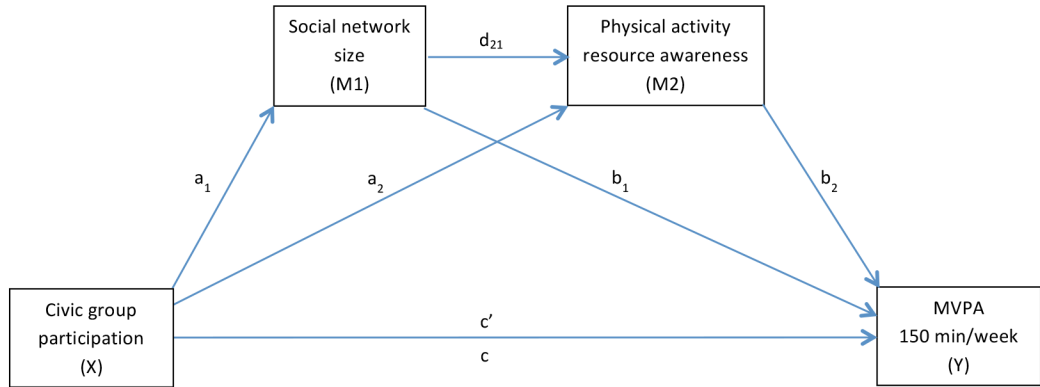 Social network
size
(M1)
d21
Physical activity
resource awareness
(M2)
a1
a2
b1
b2
Civic group
participation
(X)
c’
c
MVPA
150 min/week
(Y)